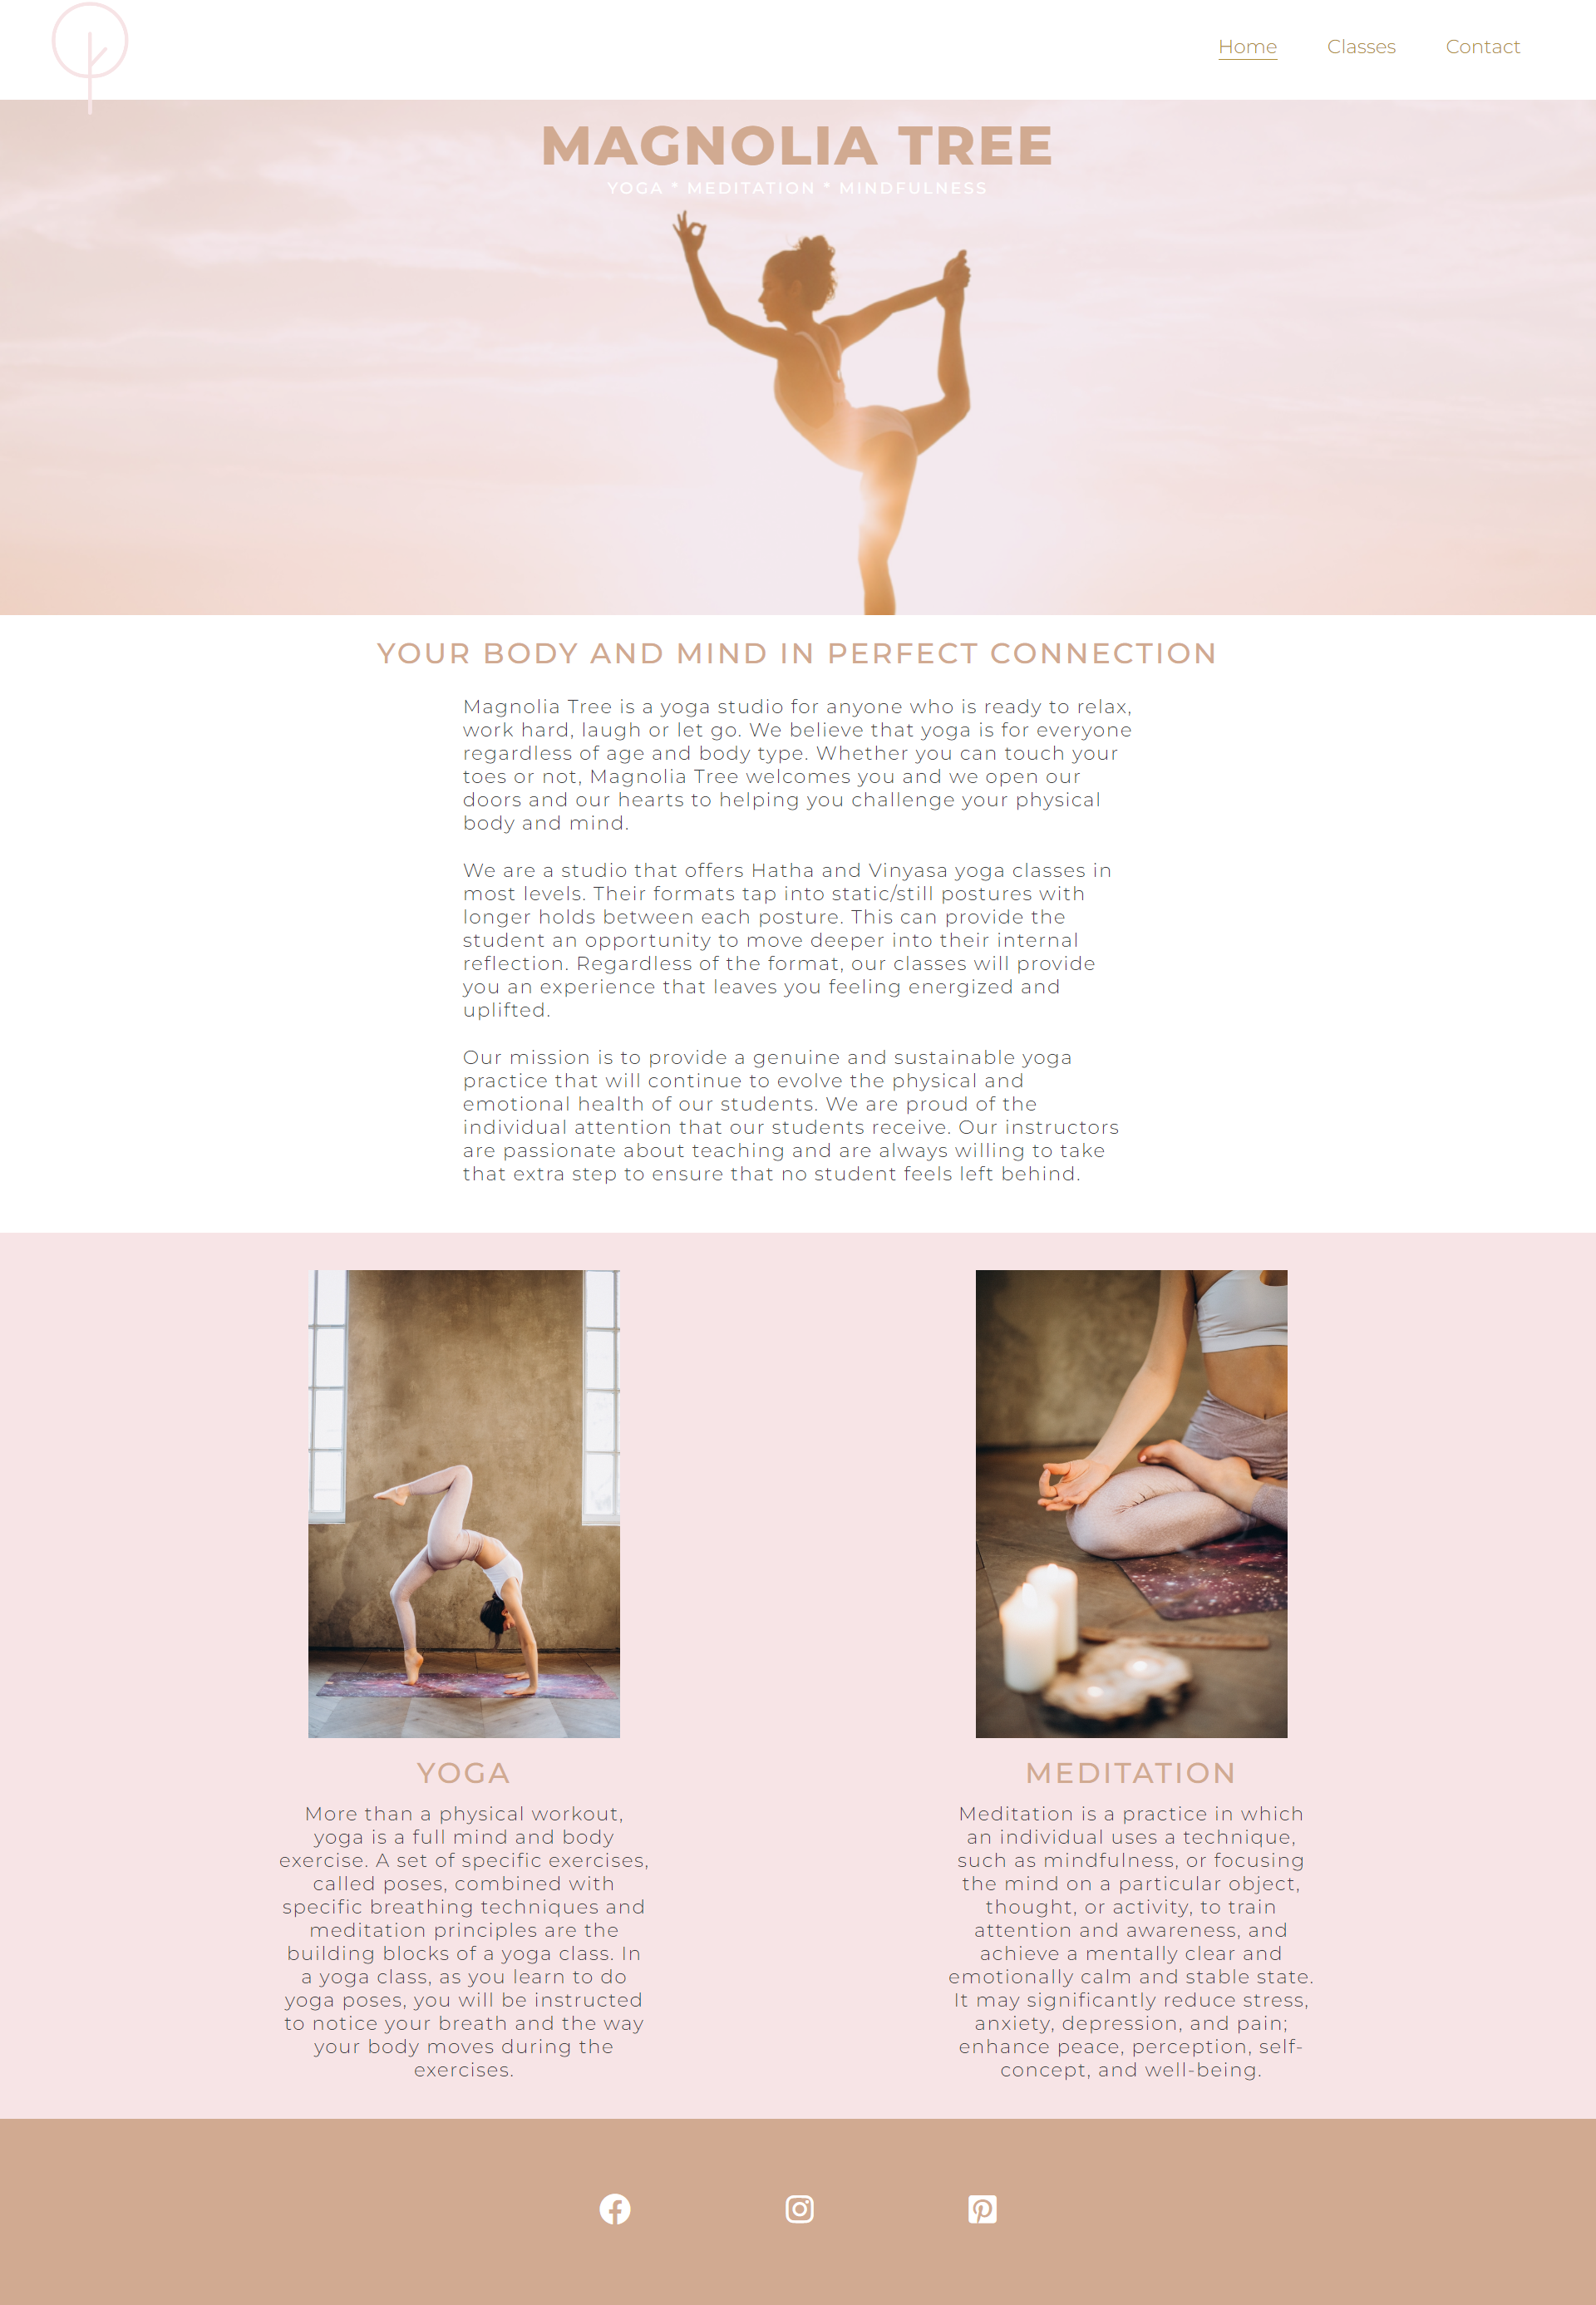 Home Classes Contact
MAGNOLIA TREE
YOGA * MEDITATION * MINDFULNESS
YOUR BODY AND MIND IN PERFECT CONNECTION
Magnolia Tree is a yoga studio for anyone who is ready to relax,
work hard, laugh or let go. We believe that yoga is for everyone
regardless of age and body type. Whether you can touch your
toes or not, Magnolia Tree welcomes you and we open our
doors and our hearts to helping you challenge your physical
body and mind.
We are a studio that offers Hatha and Vinyasa yoga classes in
most levels. Their formats tap into static/still postures with
longer holds between each posture. This can provide the
student an opportunity to move deeper into their internal
reflection. Regardless of the format, our classes will provide
you an experience that leaves you feeling energized and
uplifted.
Our mission is to provide a genuine and sustainable yoga
practice that will continue to evolve the physical and
emotional health of our students. We are proud of the
individual attention that our students receive. Our instructors
are passionate about teaching and are always willing to take
that extra step to ensure that no student feels left behind.
YOGA
More than a physical workout,
yoga is a full mind and body
exercise. A set of specific exercises,
called poses, combined with
specific breathing techniques and
meditation principles are the
building blocks of a yoga class. In
a yoga class, as you learn to do
yoga poses, you will be instructed
to notice your breath and the way
your body moves during the
exercises.
MEDITATION
Meditation is a practice in which
an individual uses a technique,
such as mindfulness, or focusing
the mind on a particular object,
thought, or activity, to train
attention and awareness, and
achieve a mentally clear and
emotionally calm and stable state.
It may significantly reduce stress,
anxiety, depression, and pain;
enhance peace, perception, self-
concept, and well-being.